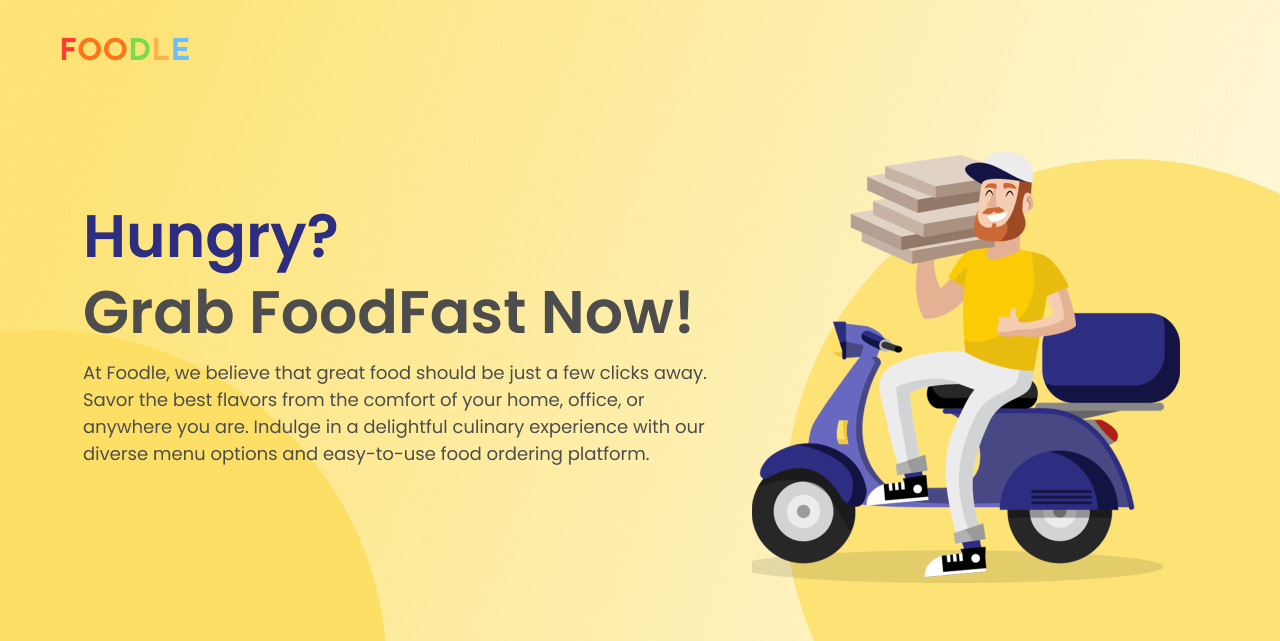 FOODLE
Hungry?
Grab FoodFast Now!
At Foodle, we believe that great food should be just a few clicks away.
Savor the best flavors from the comfort of your home, office, or
anywhere you are. Indulge in a delightful culinary experience with our
diverse menu options and easy-to-use food ordering platform.